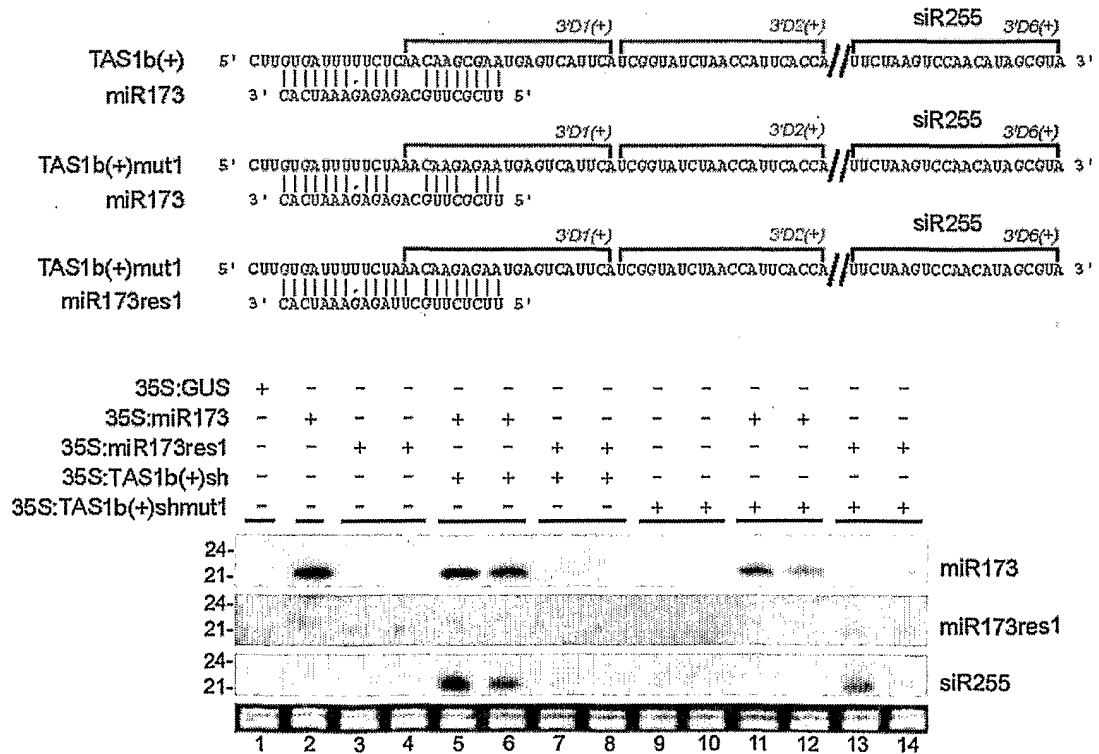 siR255
3'D1(+) 3'D2(+) 3'D6(+)
TAS1b(+) 5' CUUGUGAUUUUUCUCAACAAGCGAAUGAGUCAUUCAUCGGUAUCUAACCAUUCACCA // UUCUAAGUCCAACAUAGCGUA 3'
miR173 3' CACUAAAGAGAGACGUUCGCUU 5'
siR255
3'D1(+) 3'D2(+) 3'D6(+)
TAS1b(+)mut1 5' CUUGUGAUUUUUCUAAACAAGAGAAUGAGUCAUUCAUCGGUAUCUAACCAUUCACCA // UUCUAAGUCCAACAUAGCGUA 3'
miR173 3' CACUAAAGAGAGACGUUCGCUU 5'
siR255
3'D1(+) 3'D2(+) 3'D6(+)
TAS1b(+)mut1 5' CUUGUGAUUUUUCUAAACAAGAGAAUGAGUCAUUCAUCGGUAUCUAACCAUUCACCA // UUCUAAGUCCAACAUAGCGUA 3'
miR173res1 3' CACUAAAGAGAUUCGUUCUCUU 5'
35S:GUS + - - - - - - - - - - - - -
35S:miR173 - + - - + + - - - - + + - -
35S:miR173res1 - - + + - - + + - - - - + +
35S:TAS1b(+)sh - - - - + + + + - - - - - -
35S:TAS1b(+)shmut1 - - - - - - - - + + + + + +
24-
21- miR173
24-
21- miR173res1
24-
21- siR255
1 2 3 4 5 6 7 8 9 10 11 12 13 14